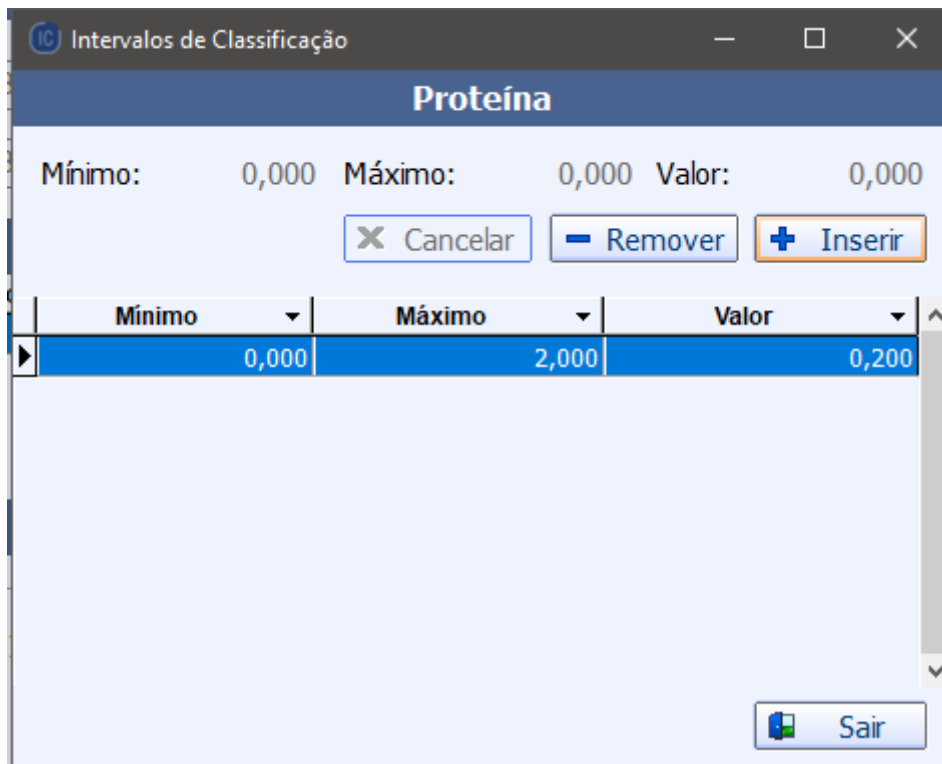 IC Intervalos de Classificação
Proteína
Mínimo: 0,000 Máximo: 0,000 Valor: 0,000
Cancelar Remover Inserir
Mínimo Máximo Valor
0,000 2,000 0,200
Sair